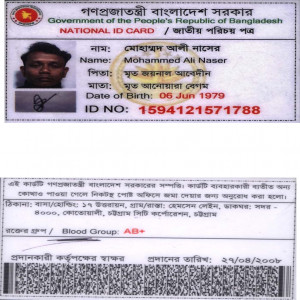 গণপ্রজাতন্ত্রী বাংলাদেশ সরকার
Government of the People's Republic of Bangladesh
NATIONAL ID CARD / জাতীয় পরিচয় পত্র
নাম: মোহাম্মদ আলী নাসের
Name: Mohammed Ali Naser
পিতা: মৃত জয়নাল আবেদীন
মাতা: মৃত আনোয়ারা বেগম
Date of Birth: 06 Jun 1979
ID NO: 1594121571788
এই কার্ডটি গণপ্রজাতন্ত্রী বাংলাদেশ সরকারের সম্পত্তি। কার্ডটি ব্যবহারকারী ব্যতীত অন্য
কোথাও পাওয়া গেলে নিকটস্থ পোস্ট অফিসে জমা দেবার জন্য অনুরোধ করা হলো।
ঠিকানা: বাসা/হোল্ডিং: ১৭ উত্তরায়ন, গ্রাম/রাস্তা: হেমসেন লেইন, ডাকঘর: সদর -
৪০০০, কোতোয়ালী, চট্টগ্রাম সিটি কর্পোরেশন, চট্টগ্রাম
রক্তের গ্রুপ / Blood Group: AB+
প্রদানকারী কর্তৃপক্ষের স্বাক্ষর প্রদানের তারিখ: ২৭/০৪/২০০৮